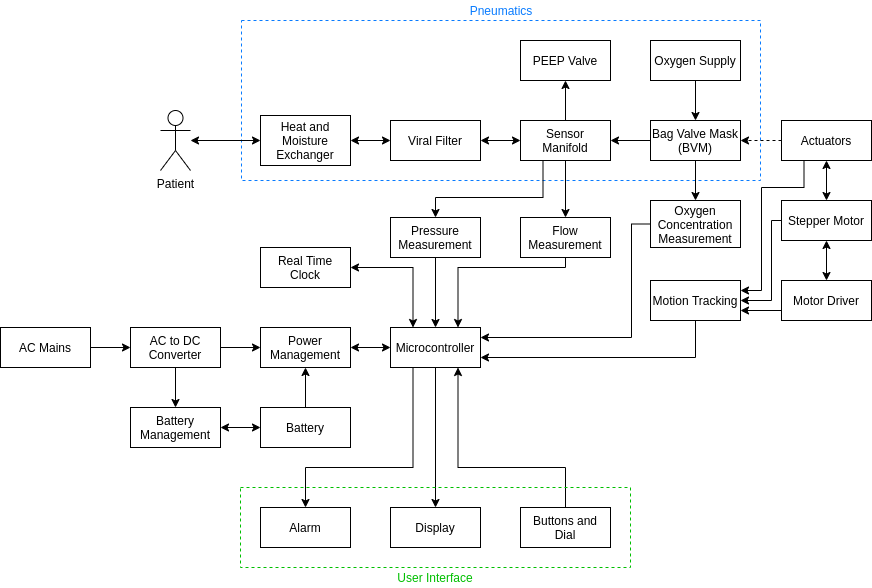 Pneumatics
PEEP Valve
Oxygen Supply
Patient
Heat and
Moisture
Exchanger
Viral Filter
Sensor
Manifold
Bag Valve Mask
(BVM)
Actuators
Pressure
Measurement
Flow
Measurement
Oxygen
Concentration
Measurement
Stepper Motor
Real Time
Clock
Motion Tracking
Motor Driver
AC Mains
AC to DC
Converter
Power
Management
Microcontroller
Battery
Management
Battery
Alarm
Display
Buttons and
Dial
User Interface